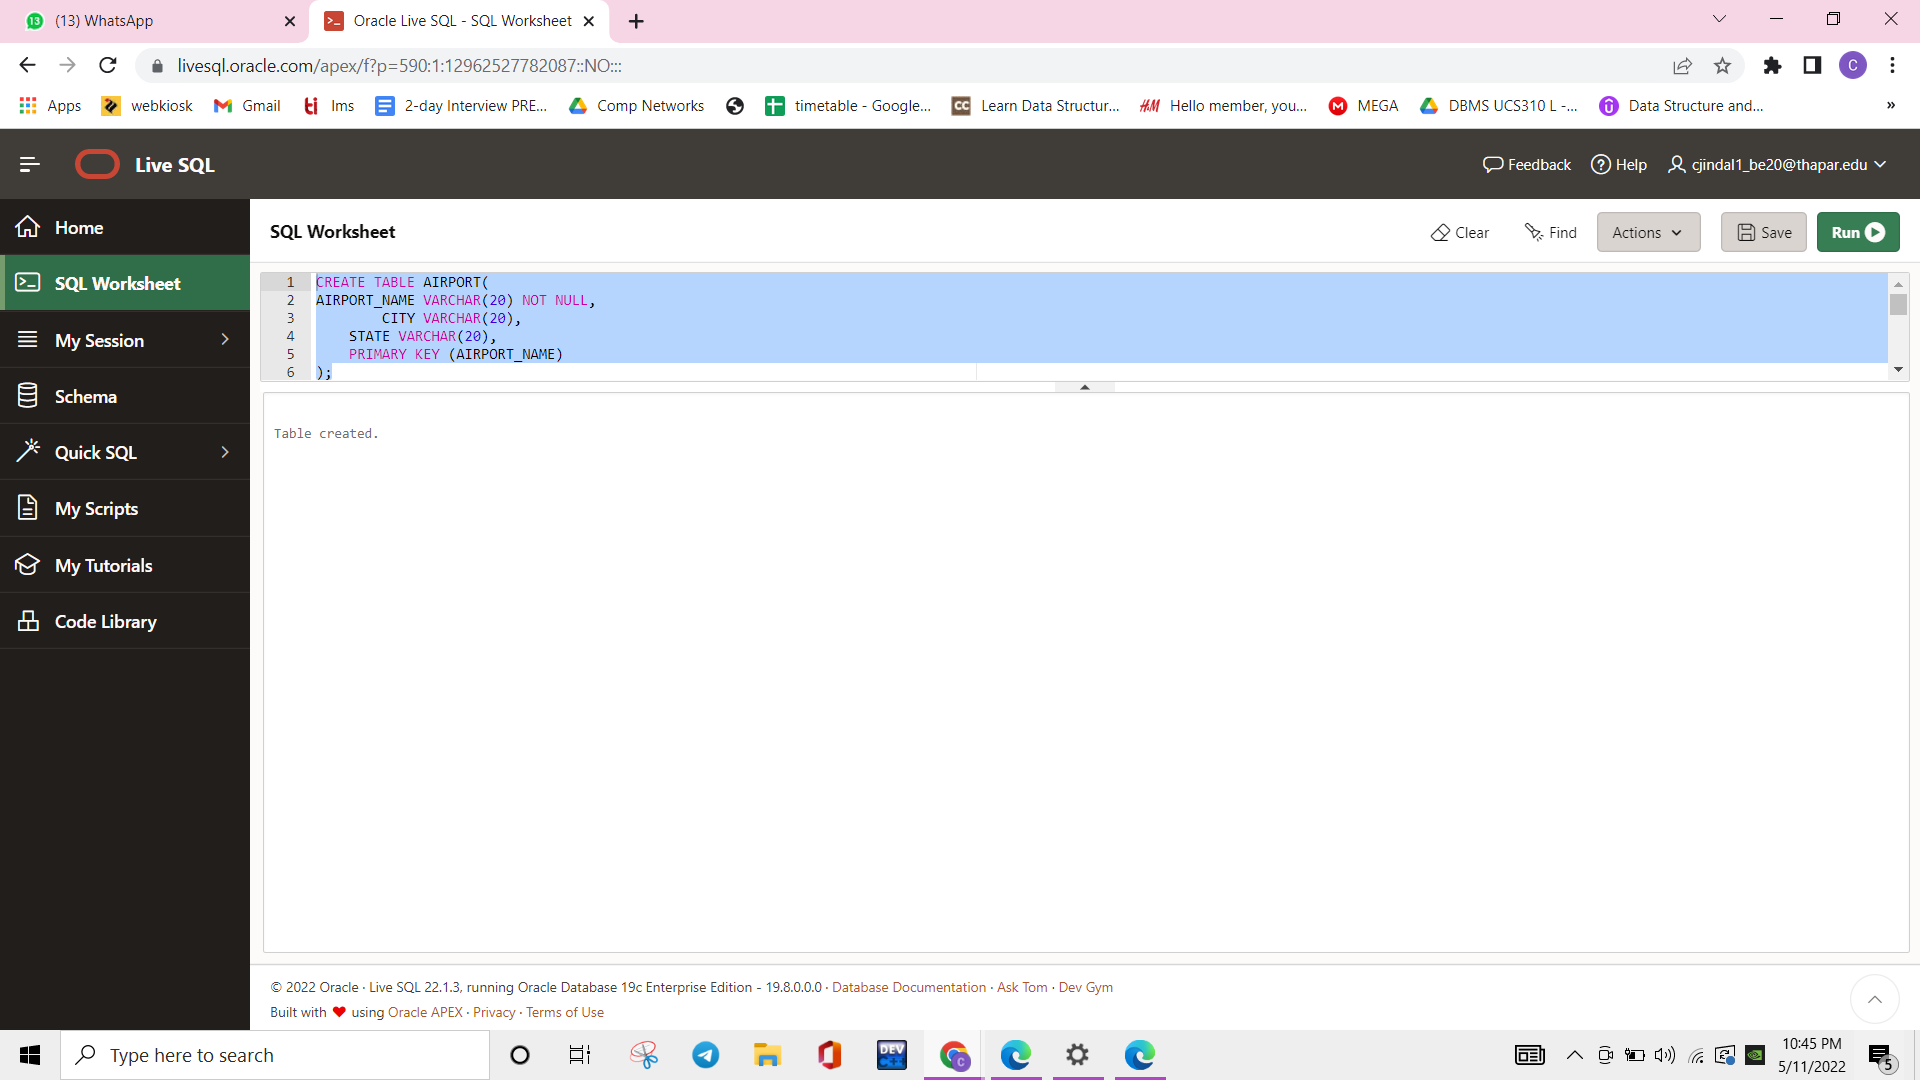 13 (13) WhatsApp
>_ Oracle Live SQL - SQL Worksheet
livesql.oracle.com/apex/f?p=590:1:12962527782087::NO:::
C
Apps webkiosk Gmail ti lms 2-day Interview PRE... Comp Networks timetable - Google... CC Learn Data Structur... H&M Hello member, you... M MEGA DBMS UCS310 L -... Data Structure and... »
Live SQL
Feedback ? Help cjindal1_be20@thapar.edu
Home
SQL Worksheet
My Session
Schema
Quick SQL
My Scripts
My Tutorials
Code Library
SQL Worksheet
Clear Find Actions Save Run
1 CREATE TABLE AIRPORT(
2 AIRPORT_NAME VARCHAR(20) NOT NULL,
3 CITY VARCHAR(20),
4 STATE VARCHAR(20),
5 PRIMARY KEY (AIRPORT_NAME)
6 );
Table created.
© 2022 Oracle · Live SQL 22.1.3, running Oracle Database 19c Enterprise Edition - 19.8.0.0.0 · Database Documentation · Ask Tom · Dev Gym
Built with ♥ using Oracle APEX · Privacy · Terms of Use
Type here to search
DEV
C++
C
10:45 PM
5/11/2022
5